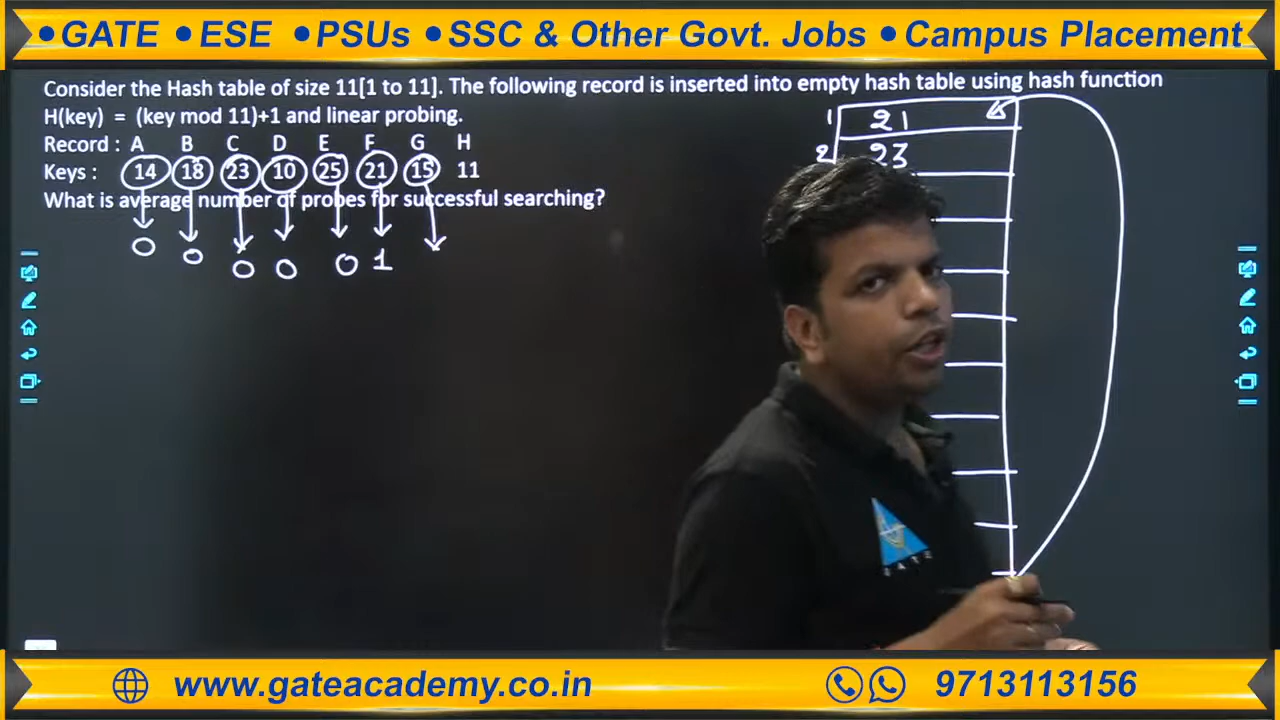 • GATE • ESE • PSUs • SSC & Other Govt. Jobs • Campus Placement
Consider the Hash table of size 11[1 to 11]. The following record is inserted into empty hash table using hash function
H(key) = (key mod 11)+1 and linear probing.
Record : A B C D E F G H
Keys : 14 18 23 10 25 21 15 11
What is average number of probes for successful searching?
0 0 0 0 0 1
1 21
2 23
GATE
www.gateacademy.co.in 9713113156